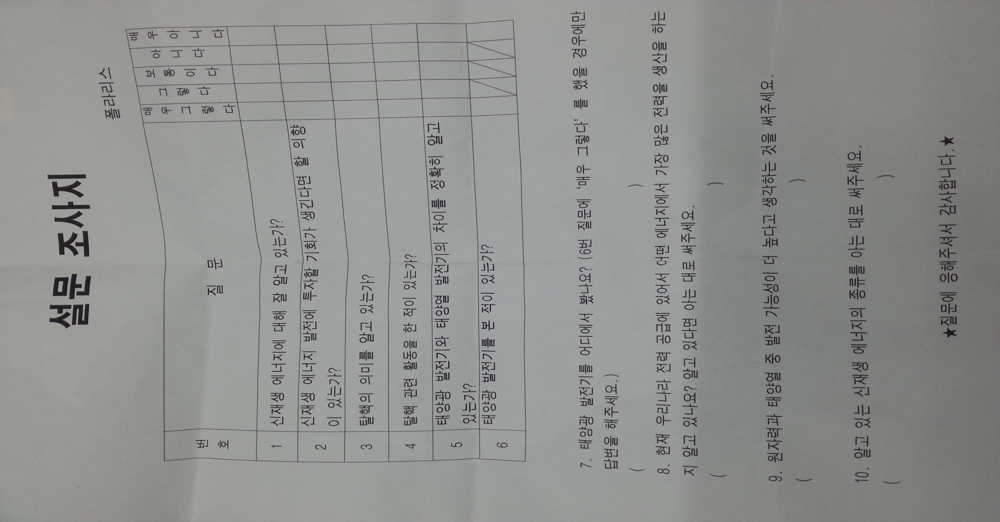 설문 조사지
폴라리스
번호 질 문 매우그렇다 그렇다 보통이다 아니다 매우아니다
1 신재생 에너지에 대해 잘 알고 있는가?
2 신재생 에너지 발전에 투자할 기회가 생긴다면 할 의향
이 있는가?
3 탈핵의 의미를 알고 있는가?
4 탈핵 관련 활동을 한 적이 있는가?
5 태양광 발전기와 태양열 발전기의 차이를 정확히 알고
있는가?
6 태양광 발전기를 본 적이 있는가?
7. 태양광 발전기를 어디에서 봤나요? (6번 질문에 '매우 그렇다' 를 했을 경우에만
답변을 해주세요.)
( )
8. 현재 우리나라 전력 공급에 있어서 어떤 에너지에서 가장 많은 전력을 생산을 하는
지 알고 있나요? 알고 있다면 아는 대로 써주세요.
( )
9. 원자력과 태양열 중 발전 가능성이 더 높다고 생각하는 것을 써주세요.
( )
10. 알고 있는 신재생 에너지의 종류를 아는 대로 써주세요.
( )
★질문에 응해주셔서 감사합니다.★